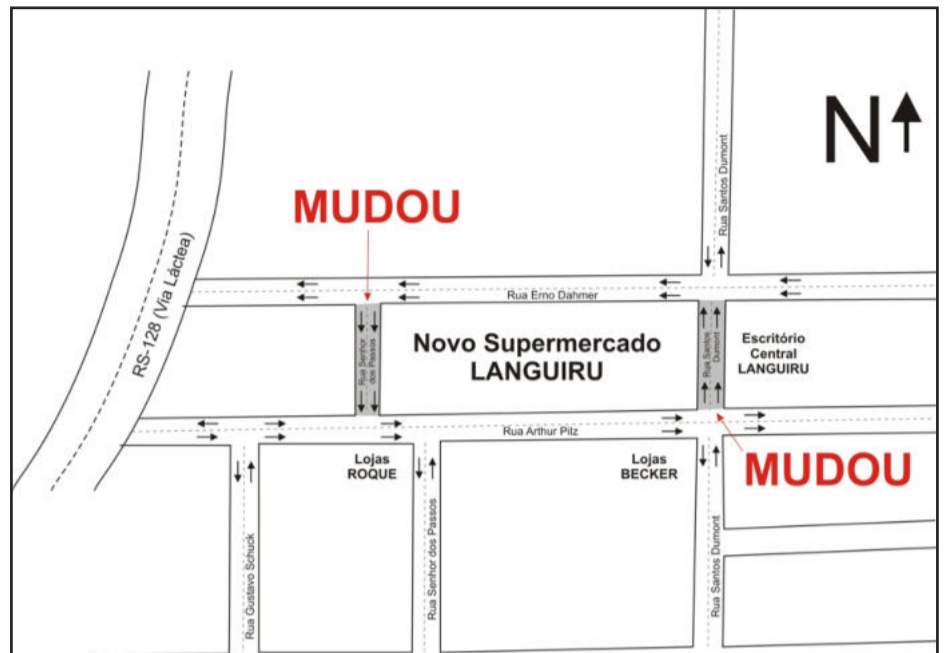 N
Rua Santos Dumont
MUDOU
RS-128 (Via Láctea)
Rua Erno Dahmer
Rua Senhor
dos Passos
Novo Supermercado
LANGUIRU
Rua Santos
Dumont
Escritório
Central
LANGUIRU
Rua Arthur Pilz
Lojas
ROQUE
Lojas
BECKER
MUDOU
Rua Gustavo Schuck
Rua Senhor dos Passos
Rua Santos Dumont